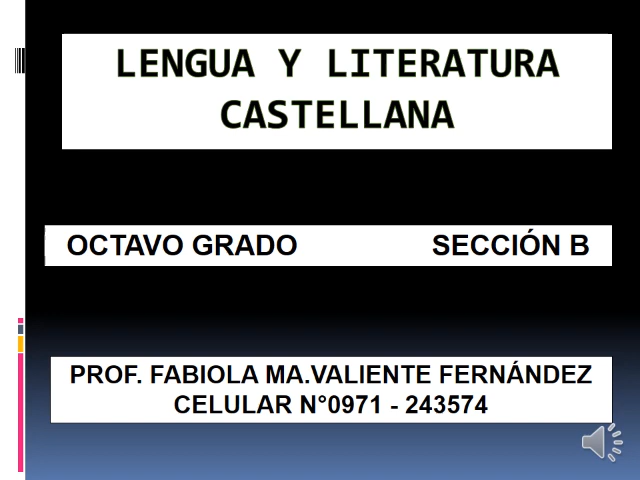 LENGUA Y LITERATURA
CASTELLANA
OCTAVO GRADO SECCIÓN B
PROF. FABIOLA MA.VALIENTE FERNÁNDEZ
CELULAR N°0971 - 243574